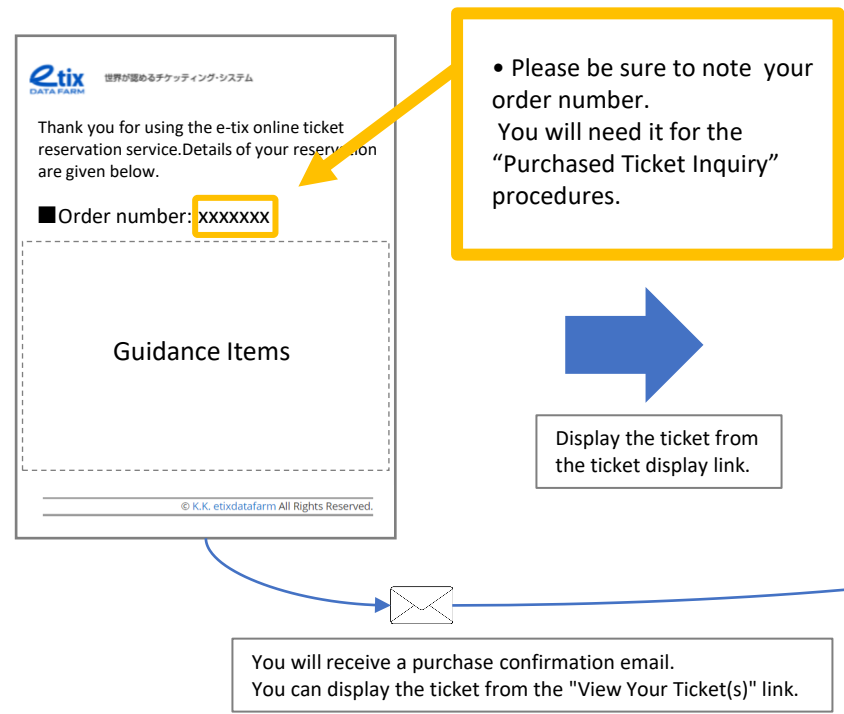 etix
DATA FARM
世界が認めるチケッティング・システム
Thank you for using the e-tix online ticket
reservation service.Details of your reservation
are given below.
■Order number: xxxxxxx
Guidance Items
© K.K. etixdatafarm All Rights Reserved.
• Please be sure to note your
order number.
You will need it for the
“Purchased Ticket Inquiry”
procedures.
Display the ticket from
the ticket display link.
You will receive a purchase confirmation email.
You can display the ticket from the "View Your Ticket(s)" link.